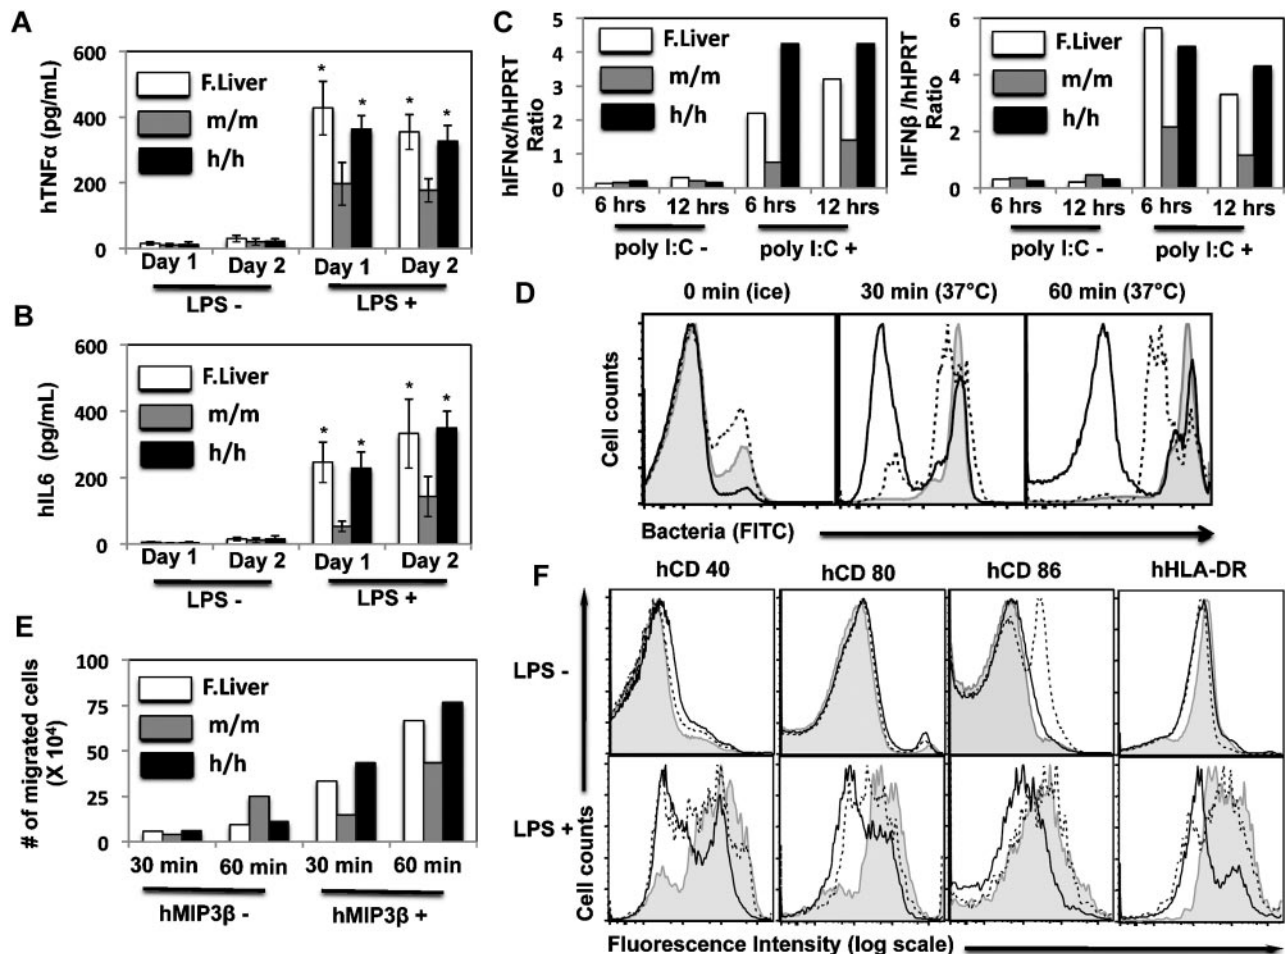 A
hTNFα (pg/mL)
600
400
200
0
F.Liver
m/m
h/h
*
*
*
*
Day 1
Day 2
Day 1
Day 2
LPS -
LPS +
B
hIL6 (pg/mL)
600
400
200
0
F.Liver
m/m
h/h
*
*
*
*
Day 1
Day 2
Day 1
Day 2
LPS -
LPS +
C
hIFNα/hHPRT
Ratio
5
4
3
2
1
0
F.Liver
m/m
h/h
6 hrs
12 hrs
6 hrs
12 hrs
poly I:C -
poly I:C +
hIFNβ /hHPRT
Ratio
6
4
2
0
F.Liver
m/m
h/h
6 hrs
12 hrs
6 hrs
12 hrs
poly I:C -
poly I:C +
D
0 min (ice)
30 min (37°C)
60 min (37°C)
Cell counts
Bacteria (FITC)
E
# of migrated cells
(X 10⁴)
100
75
50
25
0
F.Liver
m/m
h/h
30 min
60 min
30 min
60 min
hMIP3β -
hMIP3β +
F
hCD 40
hCD 80
hCD 86
hHLA-DR
LPS -
LPS +
Cell counts
Fluorescence Intensity (log scale)